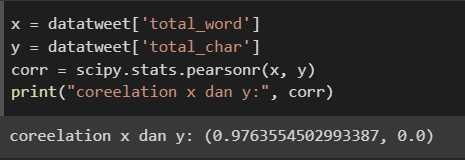 x = datatweet['total_word']
y = datatweet['total_char']
corr = scipy.stats.pearsonr(x, y)
print("coreelation x dan y:", corr)
coreelation x dan y: (0.9763554502993387, 0.0)